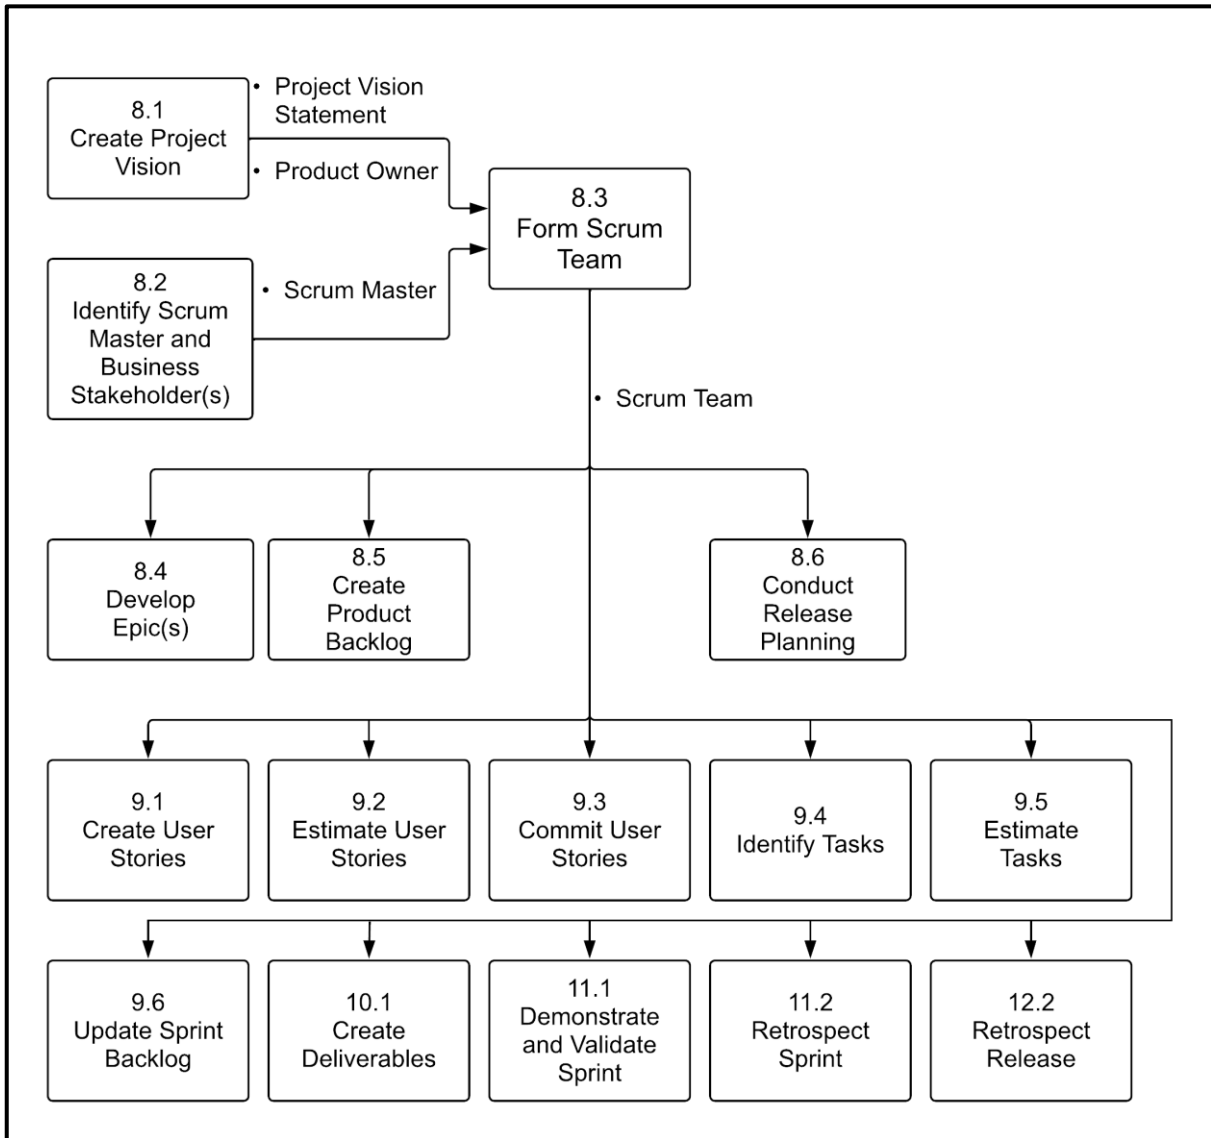 8.1
Create Project
Vision
• Project Vision
Statement
• Product Owner
8.2
Identify Scrum
Master and
Business
Stakeholder(s)
• Scrum Master
8.3
Form Scrum
Team
• Scrum Team
8.4
Develop
Epic(s)
8.5
Create
Product
Backlog
8.6
Conduct
Release
Planning
9.1
Create User
Stories
9.2
Estimate User
Stories
9.3
Commit User
Stories
9.4
Identify Tasks
9.5
Estimate
Tasks
9.6
Update Sprint
Backlog
10.1
Create
Deliverables
11.1
Demonstrate
and Validate
Sprint
11.2
Retrospect
Sprint
12.2
Retrospect
Release